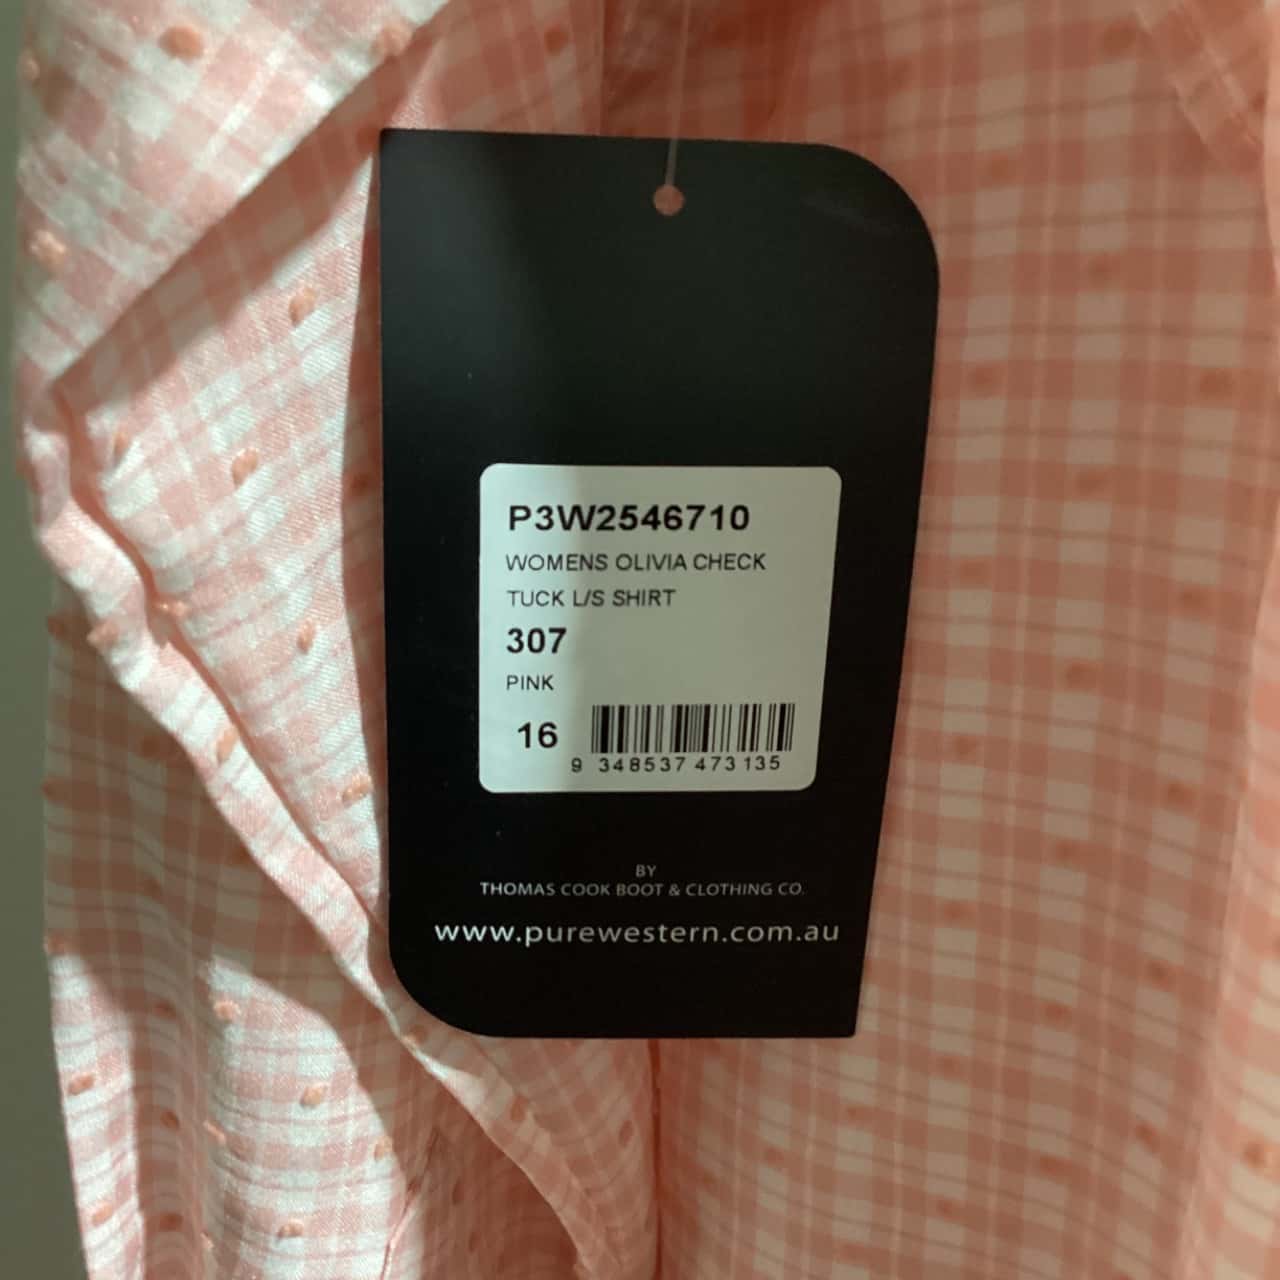 P3W2546710
WOMENS OLIVIA CHECK
TUCK L/S SHIRT
307
PINK
16
9 348537 473135
BY
THOMAS COOK BOOT & CLOTHING CO.
www.purewestern.com.au